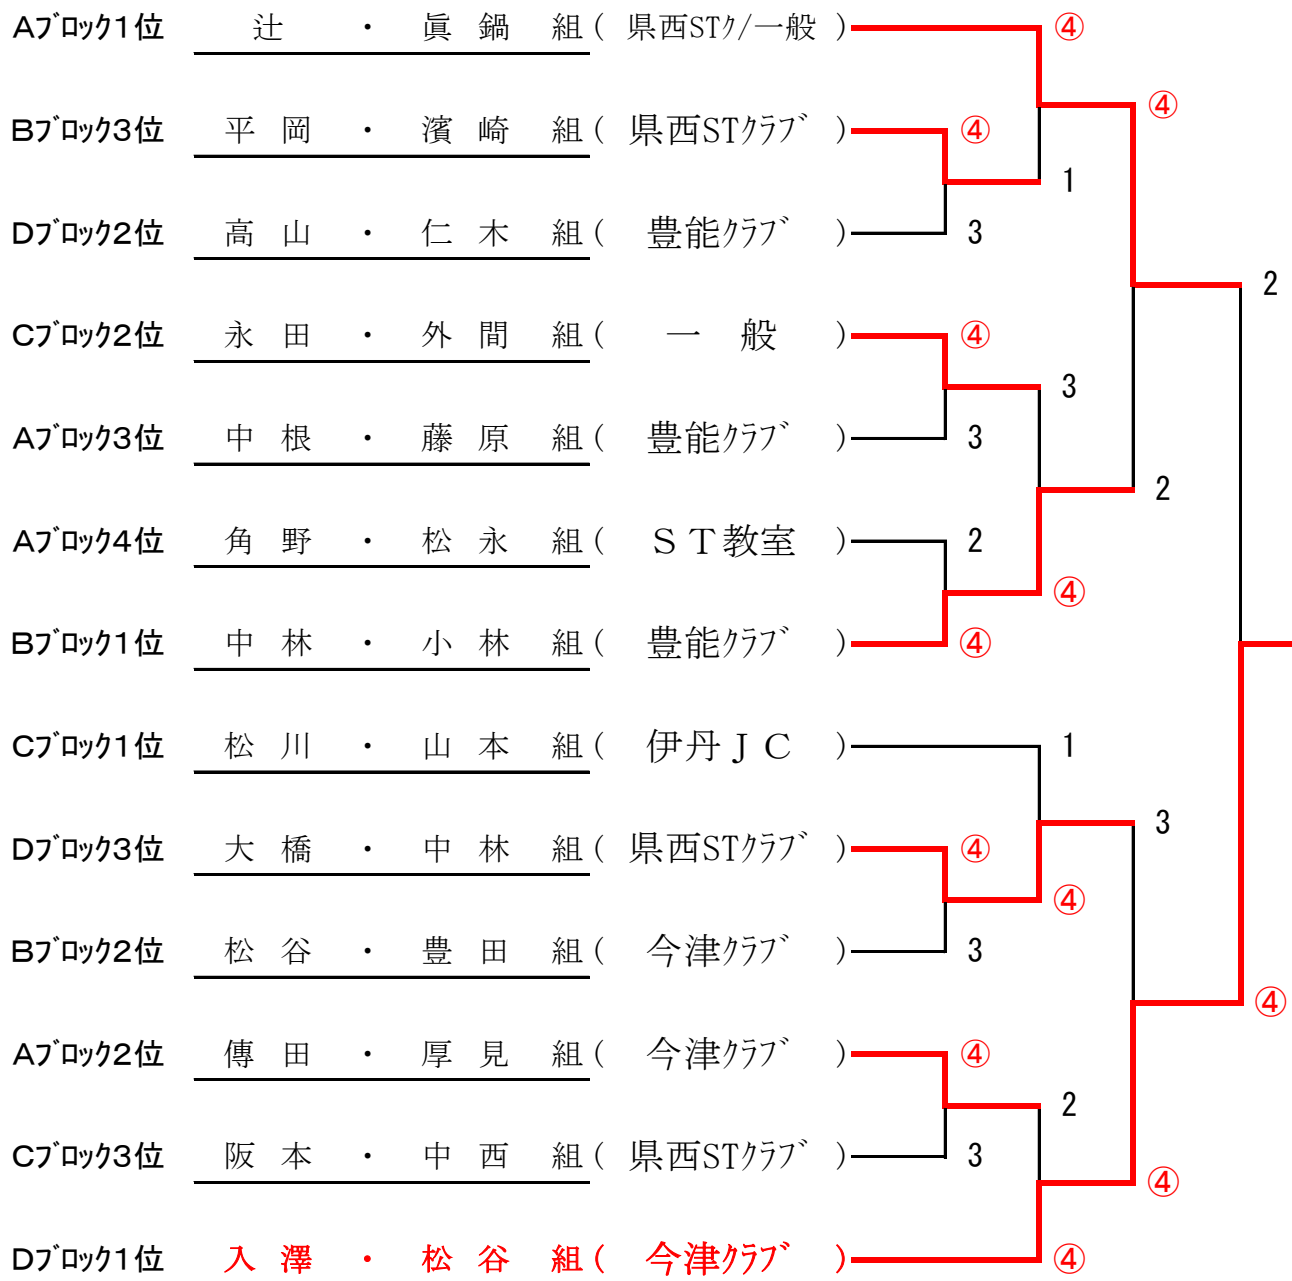 Aﾌﾞﾛｯｸ1位 辻 ・ 眞鍋 組( 県西STｸ/一般 ) ④
④
Bﾌﾞﾛｯｸ3位 平岡 ・ 濱崎 組( 県西STｸﾗﾌﾞ ) ④
1
Dﾌﾞﾛｯｸ2位 高山 ・ 仁木 組( 豊能ｸﾗﾌﾞ ) 3
2
Cﾌﾞﾛｯｸ2位 永田 ・ 外間 組( 一般 ) ④
3
Aﾌﾞﾛｯｸ3位 中根 ・ 藤原 組( 豊能ｸﾗﾌﾞ ) 3
2
Aﾌﾞﾛｯｸ4位 角野 ・ 松永 組( ST教室 ) 2
④
Bﾌﾞﾛｯｸ1位 中林 ・ 小林 組( 豊能ｸﾗﾌﾞ ) ④
Cﾌﾞﾛｯｸ1位 松川 ・ 山本 組( 伊丹JC ) 1
3
Dﾌﾞﾛｯｸ3位 大橋 ・ 中林 組( 県西STｸﾗﾌﾞ ) ④
④
Bﾌﾞﾛｯｸ2位 松谷 ・ 豊田 組( 今津ｸﾗﾌﾞ ) 3
④
Aﾌﾞﾛｯｸ2位 傳田 ・ 厚見 組( 今津ｸﾗﾌﾞ ) ④
2
Cﾌﾞﾛｯｸ3位 阪本 ・ 中西 組( 県西STｸﾗﾌﾞ ) 3
④
Dﾌﾞﾛｯｸ1位 入澤 ・ 松谷 組( 今津ｸﾗﾌﾞ ) ④